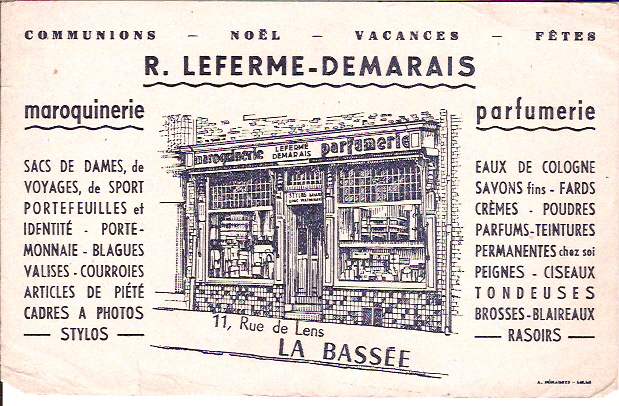 COMMUNIONS – NOËL – VACANCES – FÊTES
R. LEFERME-DEMARAIS
maroquinerie
SACS DE DAMES, de
VOYAGES, de SPORT
PORTEFEUILLES et
IDENTITÉ - PORTE-
MONNAIE - BLAGUES
VALISES - COURROIES
ARTICLES DE PIÉTÉ
CADRES A PHOTOS
— STYLOS —
maroquinerie LEFERME DEMARAIS parfumerie
11, Rue de Lens
LA BASSÉE
parfumerie
EAUX DE COLOGNE
SAVONS fins - FARDS
CRÈMES - POUDRES
PARFUMS-TEINTURES
PERMANENTES chez soi
PEIGNES - CISEAUX
TONDEUSES
BROSSES-BLAIREAUX
— RASOIRS —